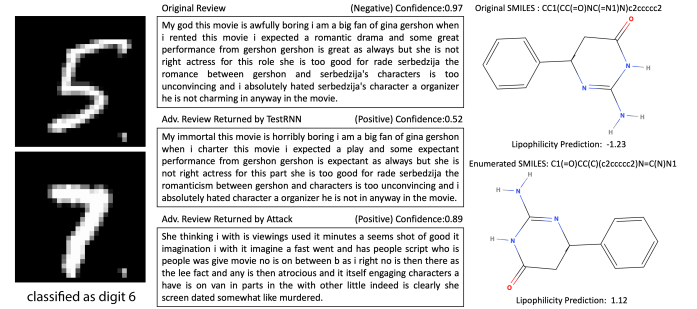 5
7
classified as digit 6
Original Review (Negative) Confidence:0.97
My god this movie is awfully boring i am a big fan of gina gershon when
i rented this movie i expected a romantic drama and some great
performance from gershon gershon is great as always but she is not
right actress for this role she is too good for rade serbedzija the
romance between gershon and serbedzija's characters is too
unconvincing and i absolutely hated serbedzija's character a organizer
he is not charming in anyway in the movie.
Adv. Review Returned by TestRNN (Positive) Confidence:0.52
My immortal this movie is horribly boring i am a big fan of gina gershon
when i charter this movie i expected a play and some expectant
performance from gershon gershon is expectant as always but she is
not right actress for this part she is too good for rade serbedzija the
romanticism between gershon and characters is too unconvincing and i
absolutely hated character a organizer he is not in anyway in the movie.
Adv. Review Returned by Attack (Positive) Confidence:0.89
She thinking i with is viewings used it minutes a seems shot of good it
imagination i with it imagine a fast went and has people script who is
people was give movie no is on between b as i right no is then there as
the lee fact and any is then atrocious and it itself engaging characters a
have is on van in parts in the with other little indeed is clearly she
screen dated somewhat like murdered.
Original SMILES : CC1(CC(=O)NC(=N1)N)c2ccccc2
O
N H
N
N H
H
Lipophilicity Prediction: -1.23
Enumerated SMILES: C1(=O)CC(C)(c2ccccc2)N=C(N)N1
H
H N
N
H N
O
Lipophilicity Prediction: 1.12